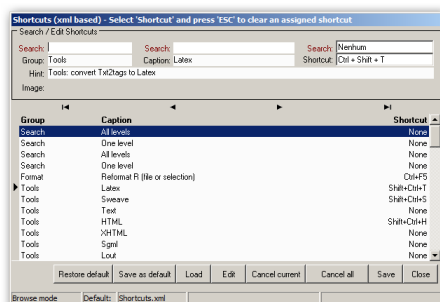 Shortcuts (xml based) - Select 'Shortcut' and press 'ESC' to clear an assigned shortcut
Search / Edit Shortcuts
Search: Search: Search: Nenhum
Group: Tools Caption: Latex Shortcut: Ctrl + Shift + T
Hint: Tools: convert Txt2tags to Latex
Image:
Group Caption Shortcut
Search All levels None
Search One level None
Search All levels None
Search One level None
Format Reformat R (file or selection) Ctrl+F5
Tools Latex Shift+Ctrl+T
Tools Sweave Shift+Ctrl+S
Tools Text None
Tools HTML Shift+Ctrl+H
Tools XHTML None
Tools Sgml None
Tools Lout None
Restore default Save as default Load Edit Cancel current Cancel all Save Close
Browse mode Default: Shortcuts.xml